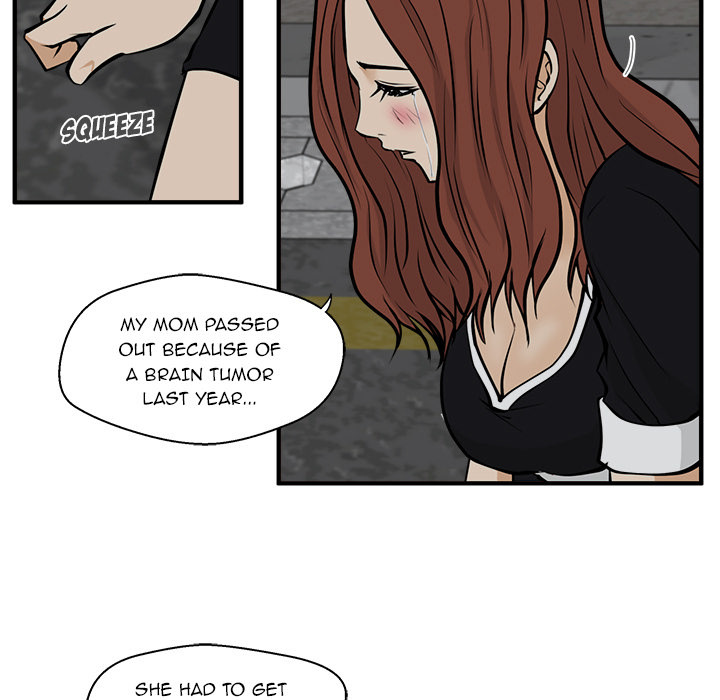 SQUEEZE
MY MOM PASSED
OUT BECAUSE OF
A BRAIN TUMOR
LAST YEAR...
SHE HAD TO GET